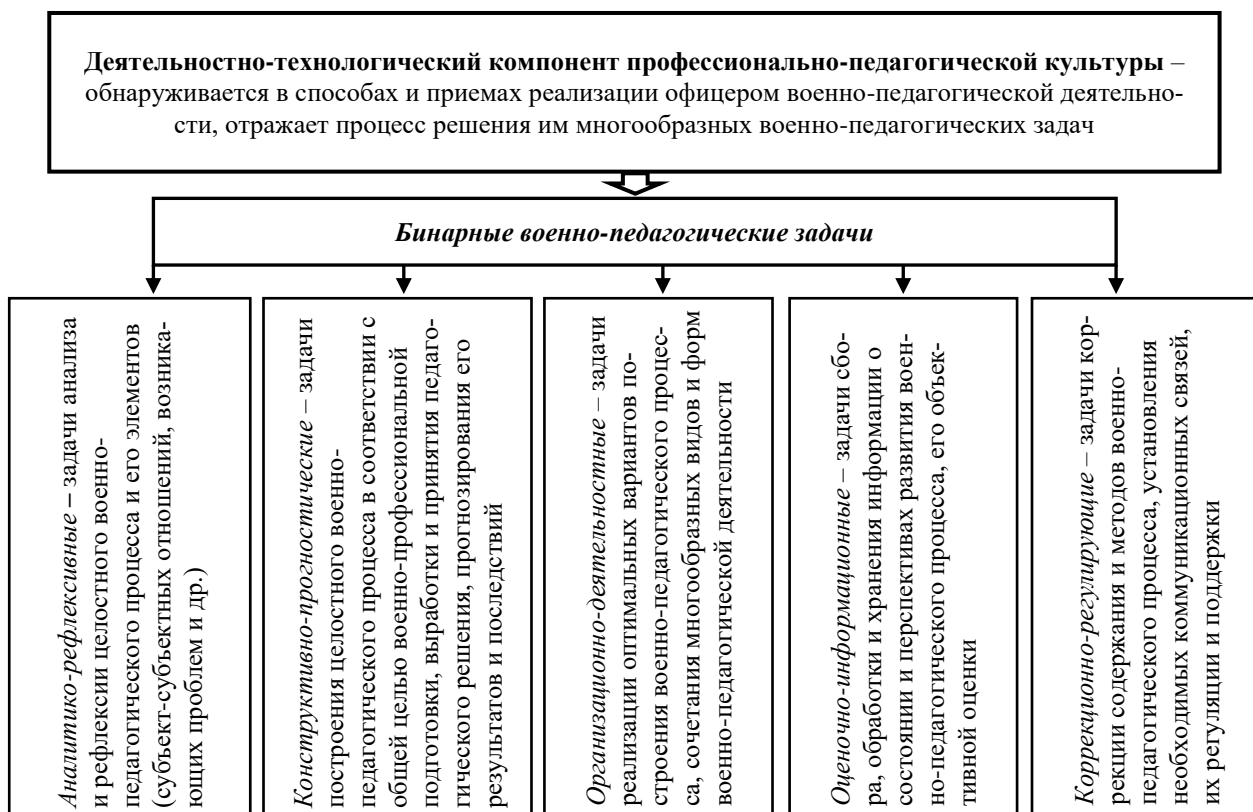 Деятельностно-технологический компонент профессионально-педагогической культуры –
обнаруживается в способах и приемах реализации офицером военно-педагогической деятельно-
сти, отражает процесс решения им многообразных военно-педагогических задач
Бинарные военно-педагогические задачи
Аналитико-рефлексивные – задачи анализа
и рефлексии целостного военно-
педагогического процесса и его элементов
(субъект-субъектных отношений, возника-
ющих проблем и др.)
Конструктивно-прогностические – задачи
построения целостного военно-
педагогического процесса в соответствии с
общей целью военно-профессиональной
подготовки, выработки и принятия педаго-
гического решения, прогнозирования его
результатов и последствий
Организационно-деятельностные – задачи
реализации оптимальных вариантов по-
строения военно-педагогического процес-
са, сочетания многообразных видов и форм
военно-педагогической деятельности
Оценочно-информационные – задачи сбо-
ра, обработки и хранения информации о
состоянии и перспективах развития воен-
но-педагогического процесса, его объек-
тивной оценки
Коррекционно-регулирующие – задачи кор-
рекции содержания и методов военно-
педагогического процесса, установления
необходимых коммуникационных связей,
их регуляции и поддержки